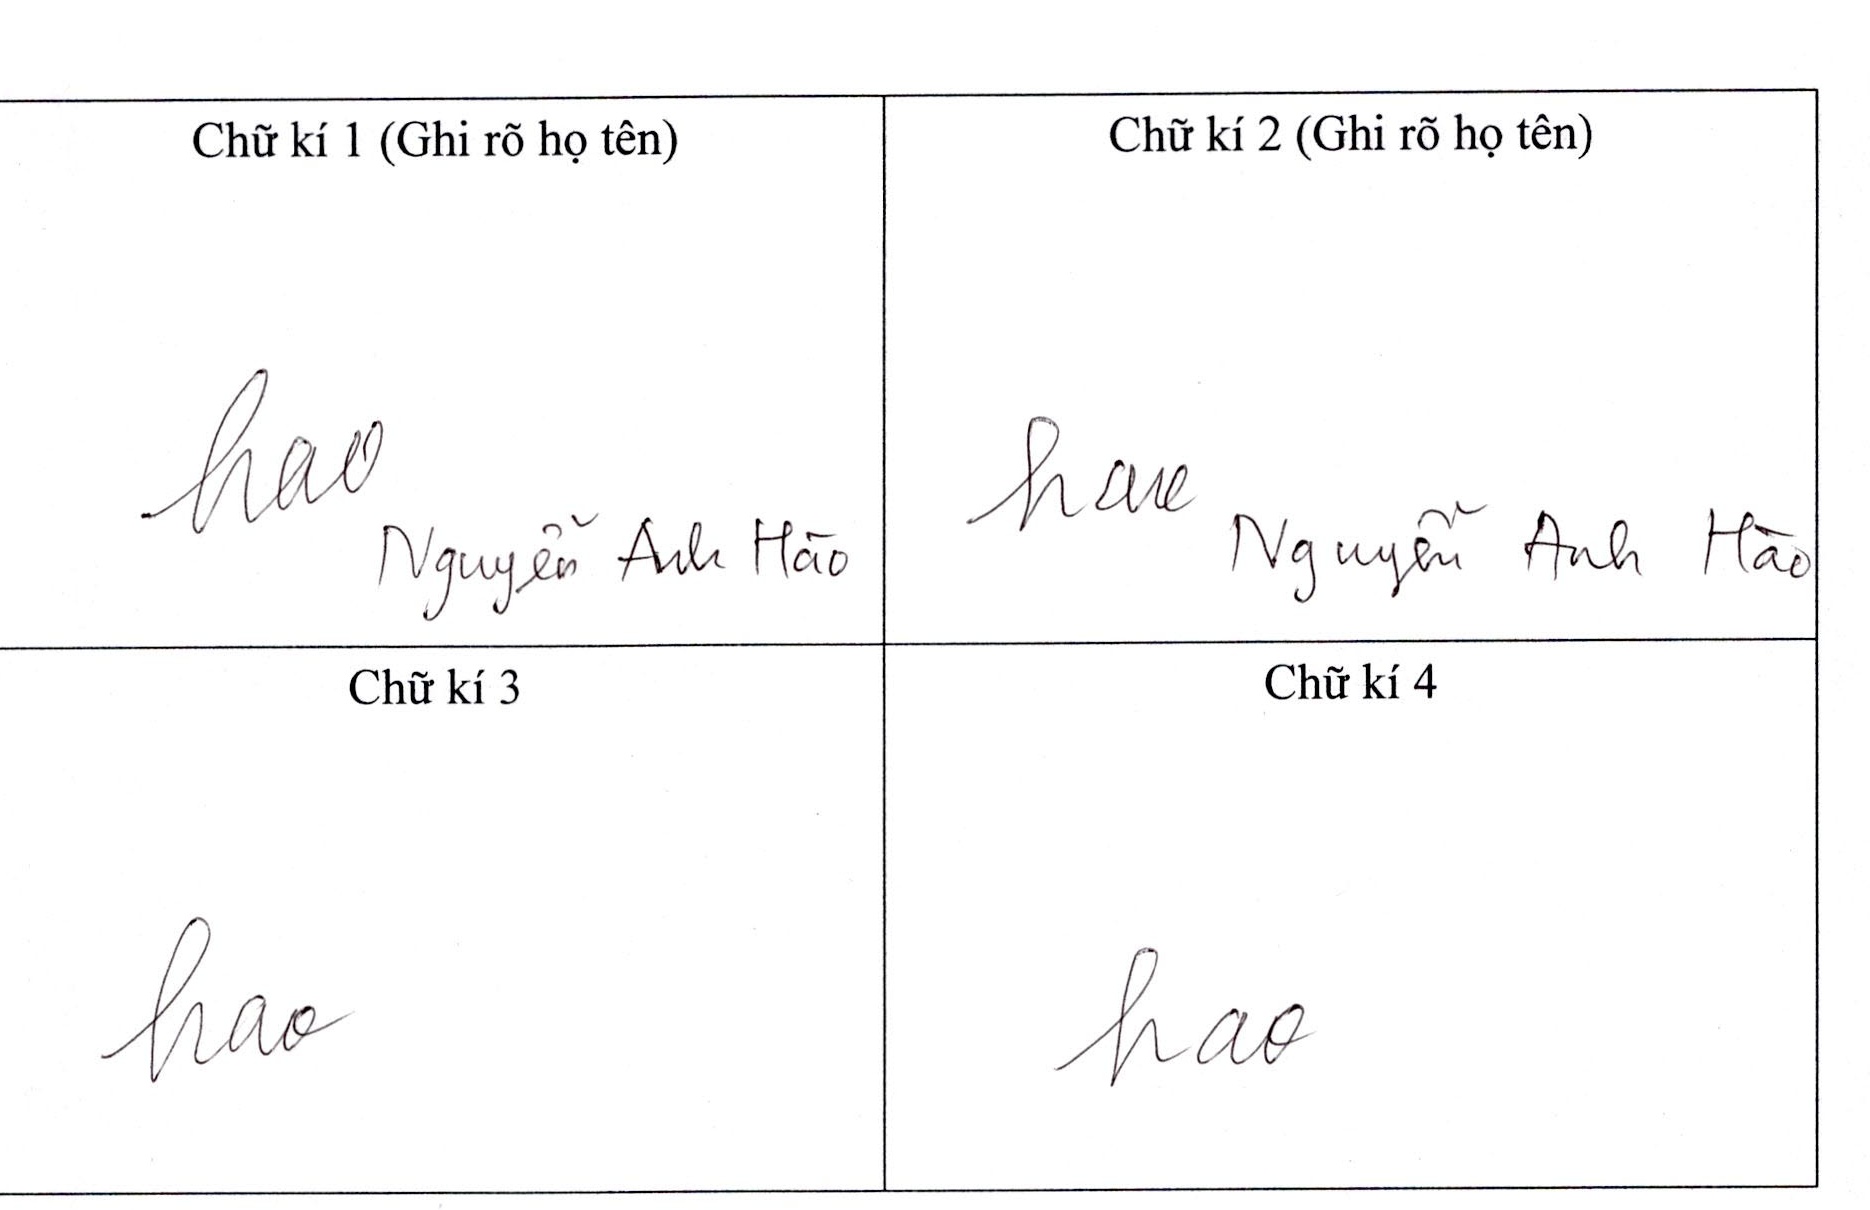 Chữ kí 1 (Ghi rõ họ tên)
Chữ kí 2 (Ghi rõ họ tên)
hao
Nguyễn Anh Hào
hao
Nguyễn Anh Hào
Chữ kí 3
Chữ kí 4
hao
hao